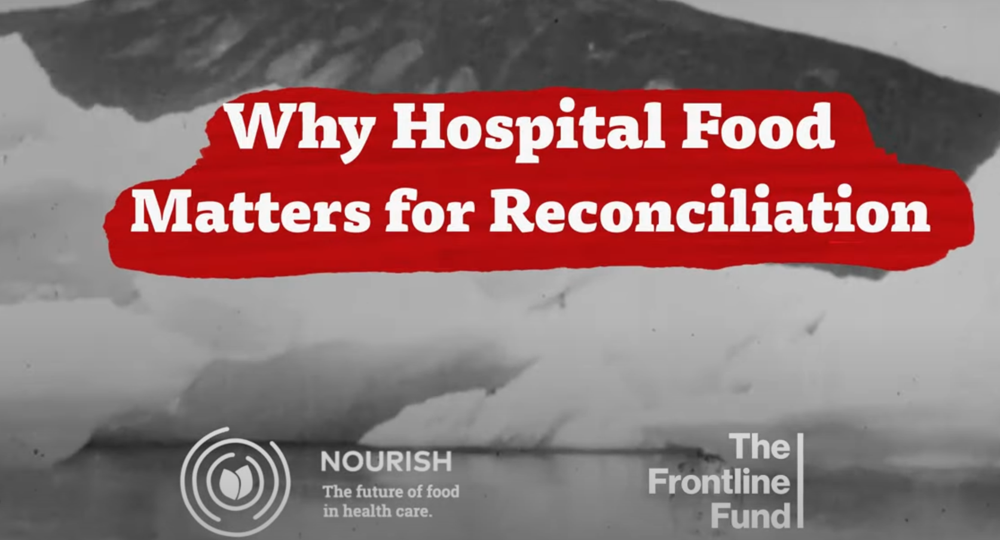 Why Hospital Food
Matters for Reconciliation
NOURISH
The future of food
in health care.
The
Frontline
Fund